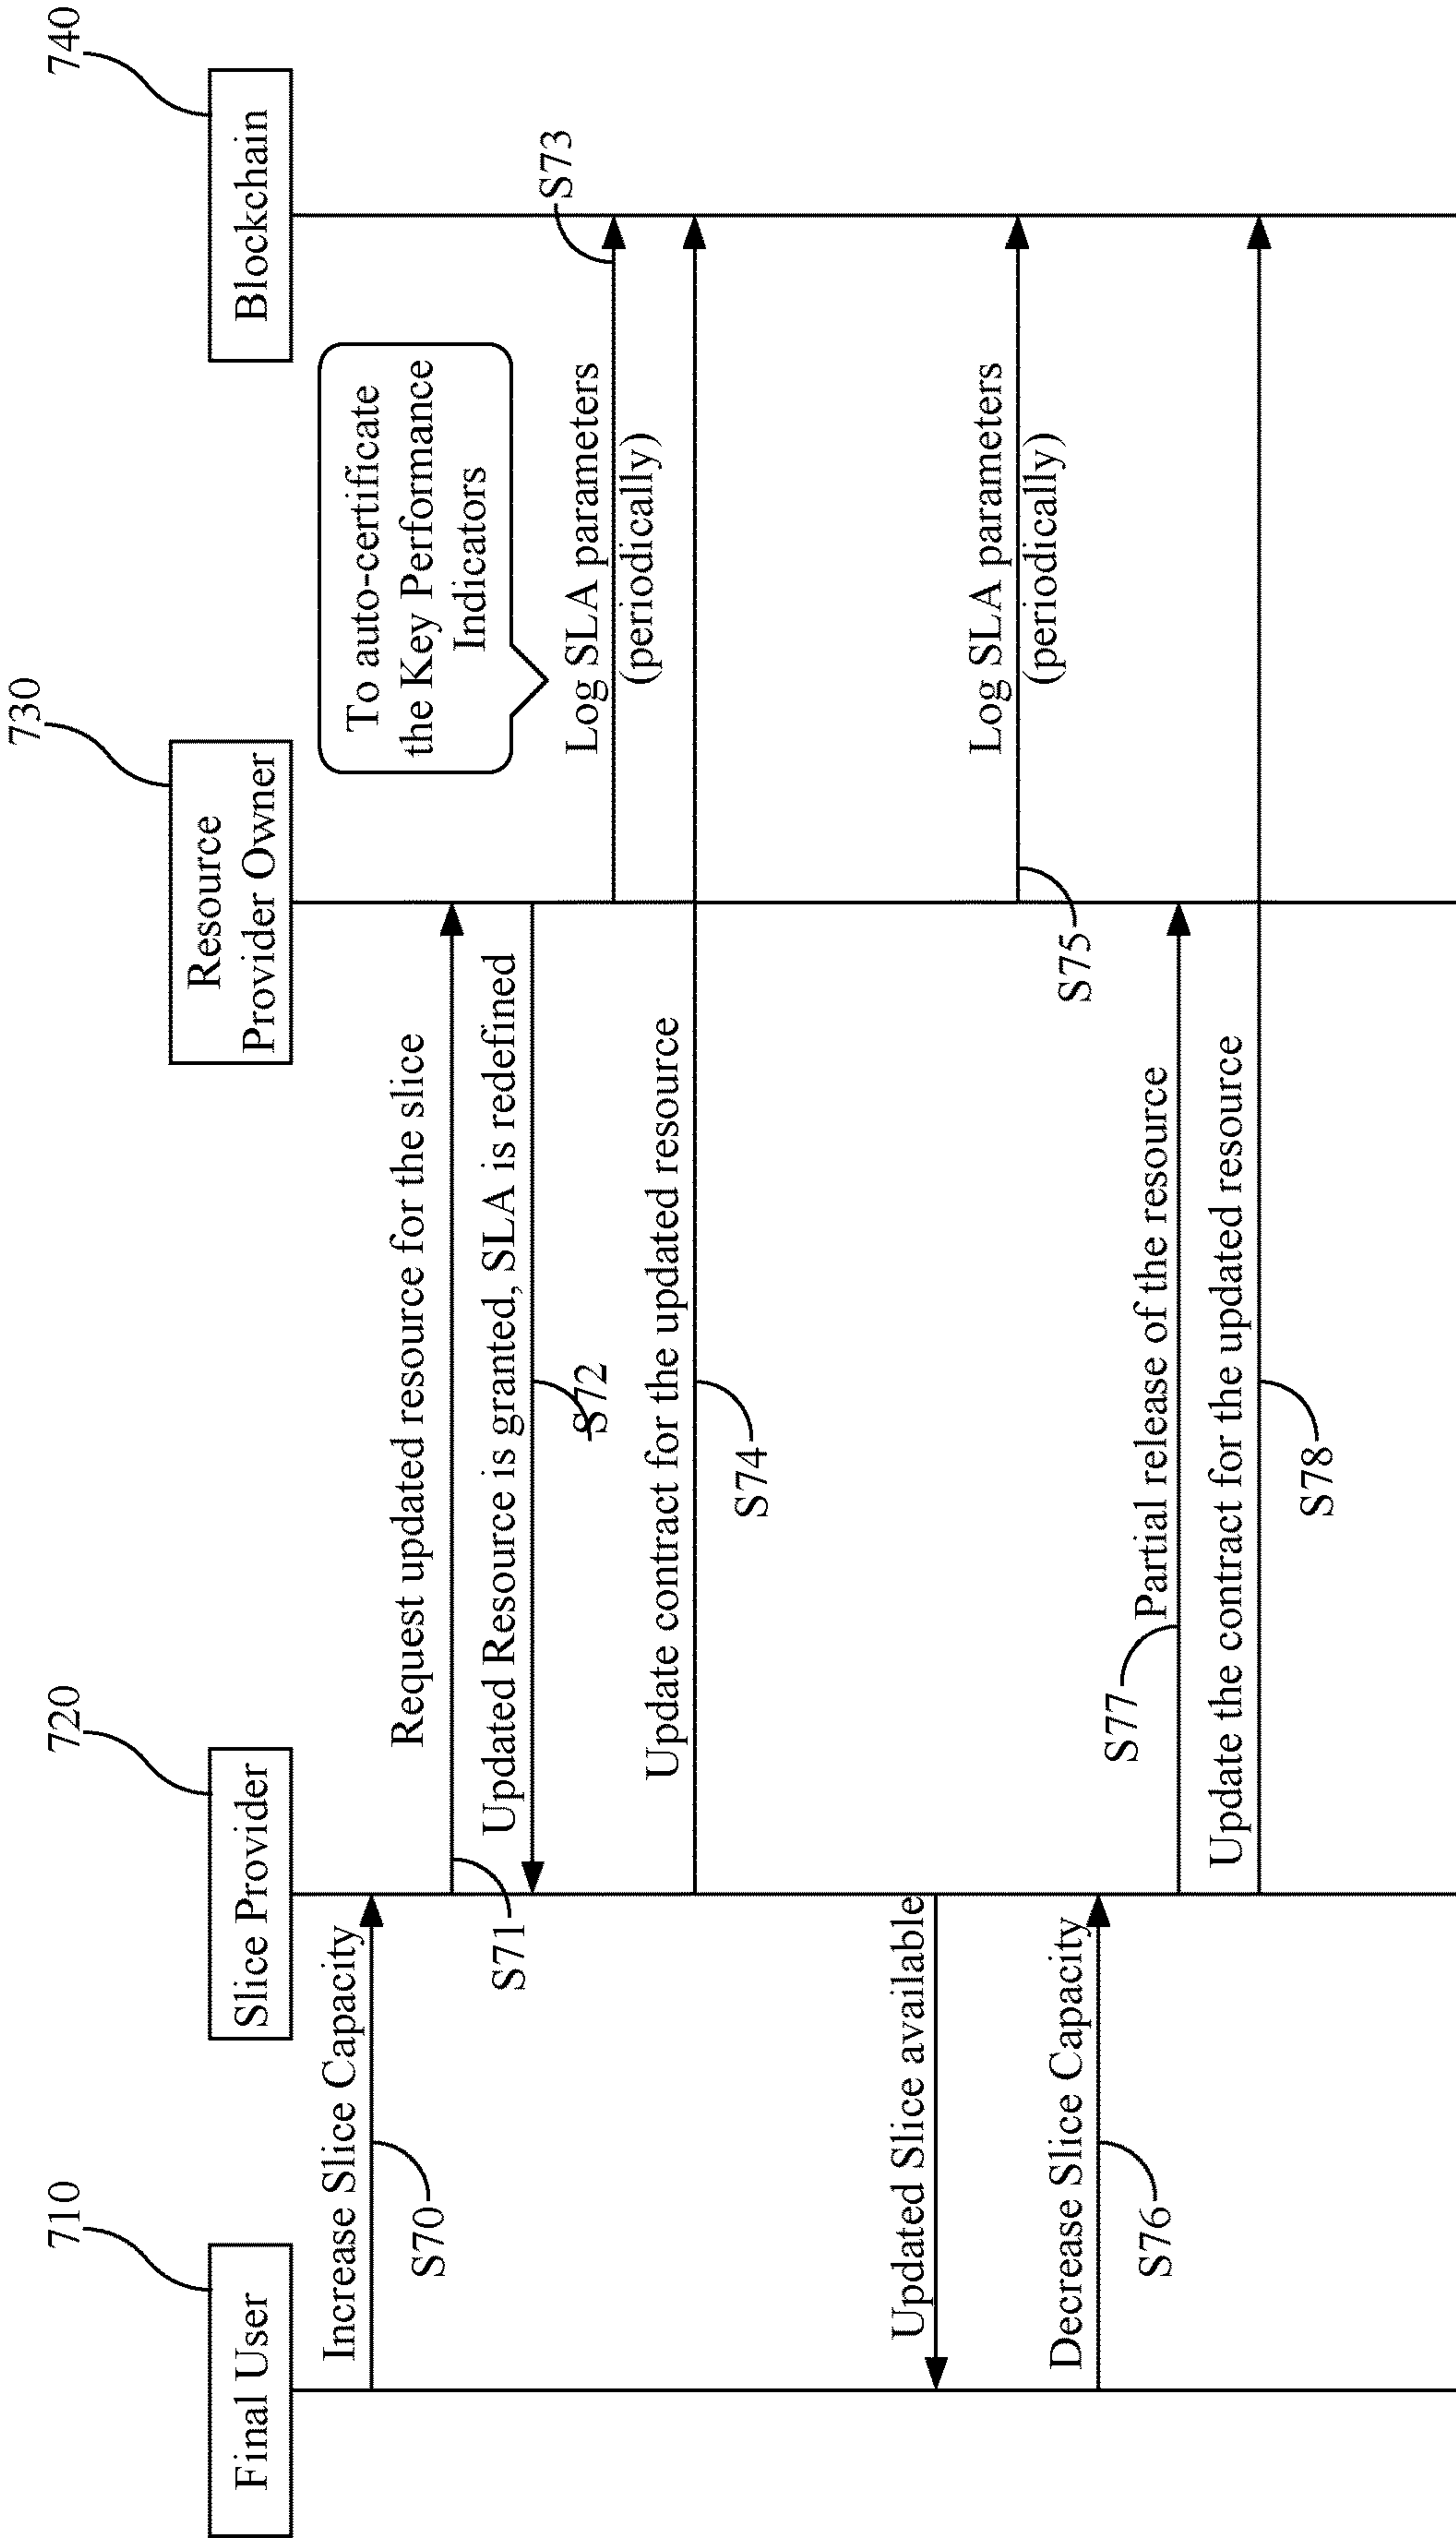 710
720
730
740
Final User
Slice Provider
Resource
Provider Owner
Blockchain
Increase Slice Capacity
S70
To auto-certificate
the Key Performance
Indicators
Request updated resource for the slice
S71
Updated Resource is granted, SLA is redefined
S72
S73
Log SLA parameters
(periodically)
Update contract for the updated resource
S74
Updated Slice available
Log SLA parameters
(periodically)
S75
Decrease Slice Capacity
S76
S77
Partial release of the resource
Update the contract for the updated resource
S78